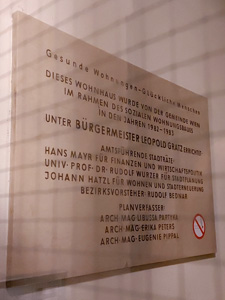 Gesunde Wohnungen-Glückliche Menschen
DIESES WOHNHAUS WURDE VON DER GEMEINDE WIEN
IM RAHMEN DES SOZIALEN WOHNUNGSBAUES
IN DEN JAHREN 1983-1985
UNTER BÜRGERMEISTER LEOPOLD GRATZ ERRICHTET
AMTSFÜHRENDE STADTRÄTE:
HANS MAYR FÜR FINANZEN UND WIRTSCHAFTSPOLITIK
UNIV-PROF-DR-RUDOLF WURZER FÜR STADTPLANUNG
JOHANN HATZL FÜR WOHNEN UND STADTERNEUERUNG
BEZIRKSVORSTEHER RUDOLF BEDNAR
PLANVERFASSER:
ARCH MAG LIBUSSA PARTYKA
ARCH MAG ERIKA PETERS
ARCH MAG EUGENIE PIPPAL